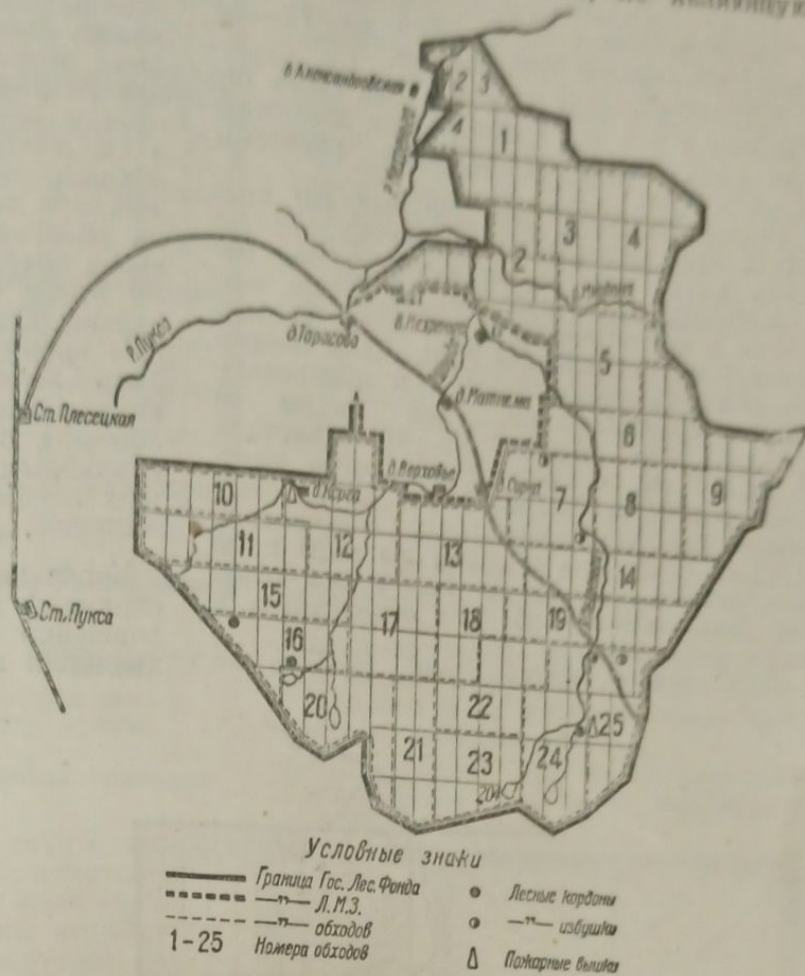 д. Александровская
2 3
4 1
3 4
2
д. Тарасова
Р. Пукса
5
д. Матнема
Ст. Плесецкая
6
д. Верховье
10
7 8 9
11 12 13
14
15
17 18 19
Ст. Пукса
16
20
22
25
21 23 24
Условные знаки
Граница Гос. Лес. Фонда
—"— Л.М.З.
—"— обходов
1-25 Номера обходов
Лесные кордоны
—"— избушки
Пожарные вышки